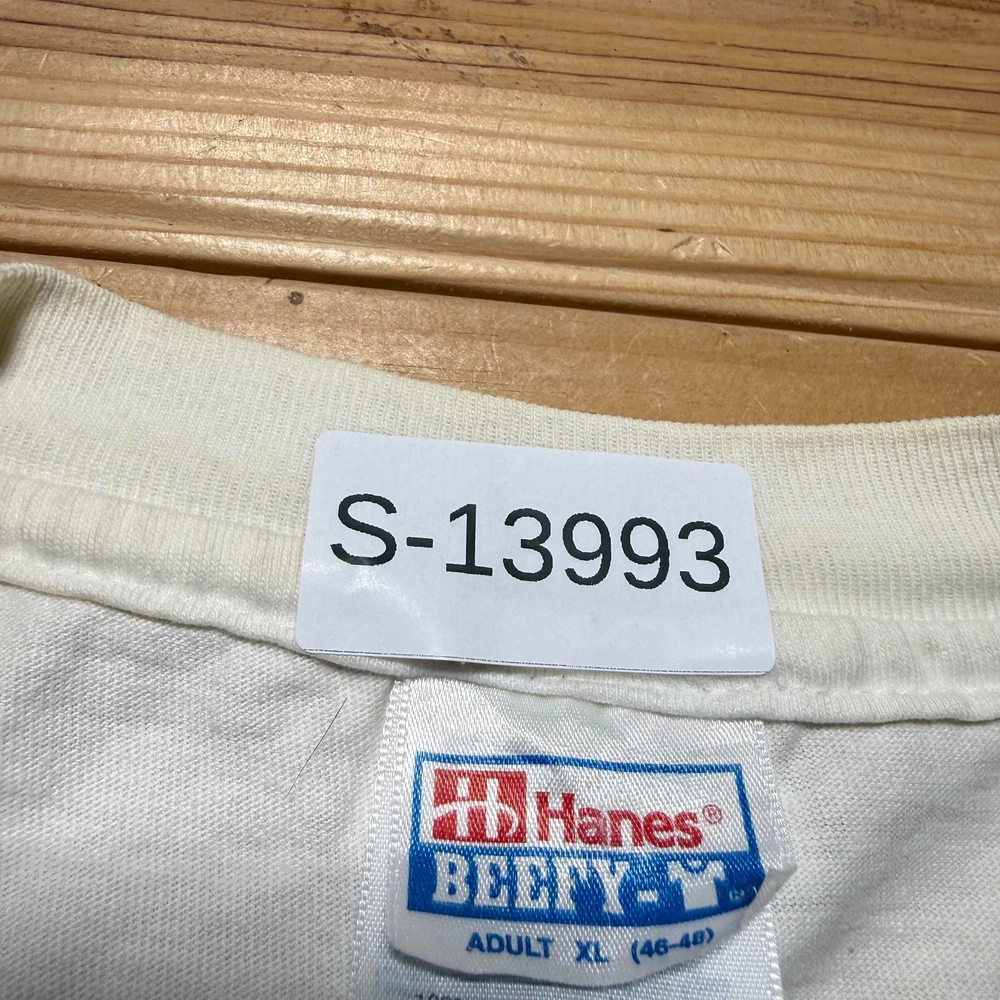 S-13993
Hanes®
BEEFY-T
ADULT XL (46-48)